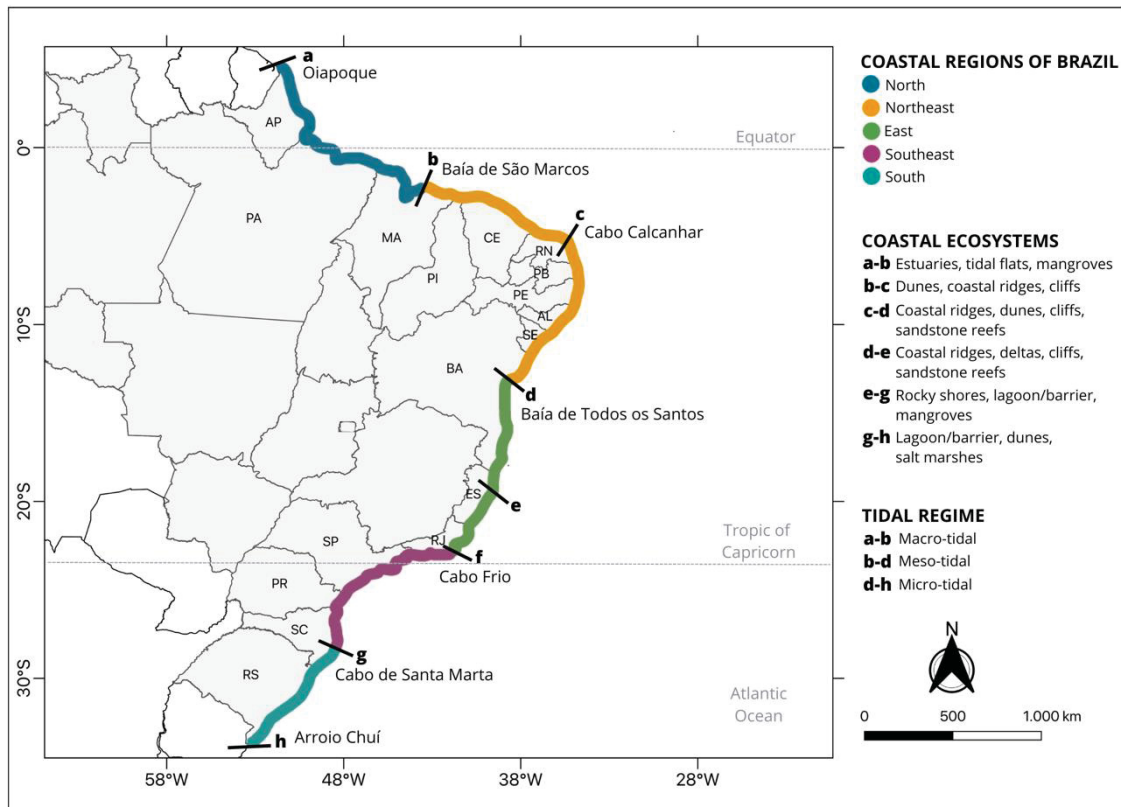 a
Oiapoque
AP
Equator
0°
b
Baía de São Marcos
PA
MA
CE
c
Cabo Calcanhar
RN
PI
PB
PE
AL
10°S
SE
BA
d
Baía de Todos os Santos
ES
20°S
e
Tropic of
Capricorn
SP
RJ
f
Cabo Frio
PR
SC
g
Cabo de Santa Marta
RS
30°S
Atlantic
Ocean
h
Arroio Chuí
58°W
48°W
38°W
28°W
COASTAL REGIONS OF BRAZIL
North
Northeast
East
Southeast
South
COASTAL ECOSYSTEMS
a-b Estuaries, tidal flats, mangroves
b-c Dunes, coastal ridges, cliffs
c-d Coastal ridges, dunes, cliffs,
sandstone reefs
d-e Coastal ridges, deltas, cliffs,
sandstone reefs
e-g Rocky shores, lagoon/barrier,
mangroves
g-h Lagoon/barrier, dunes,
salt marshes
TIDAL REGIME
a-b Macro-tidal
b-d Meso-tidal
d-h Micro-tidal
N
0 500 1.000 km